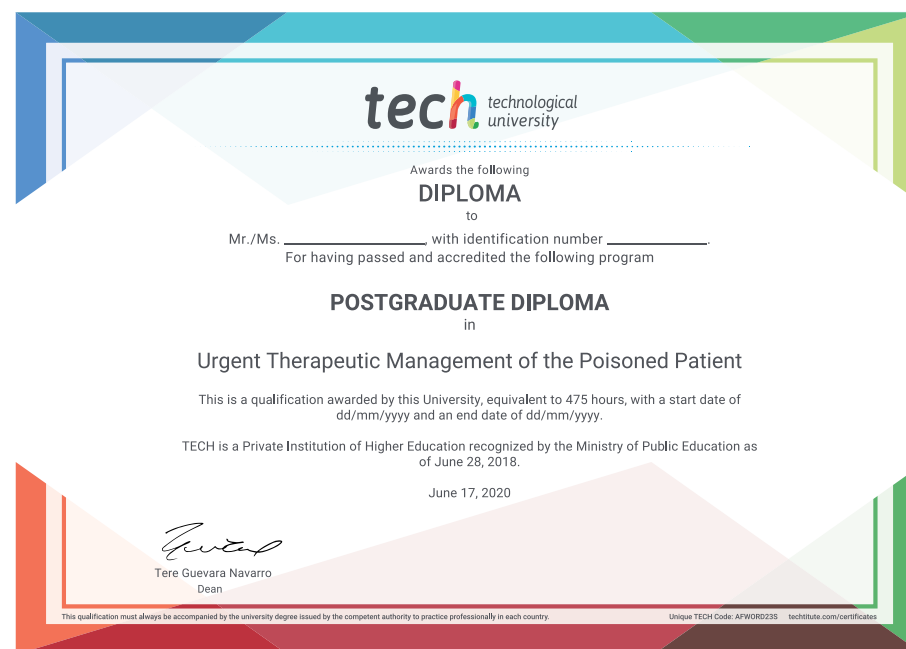 tech technological
university
Awards the following
DIPLOMA
to
Mr./Ms. ____________, with identification number ____________.
For having passed and accredited the following program
POSTGRADUATE DIPLOMA
in
Urgent Therapeutic Management of the Poisoned Patient
This is a qualification awarded by this University, equivalent to 475 hours, with a start date of
dd/mm/yyyy and an end date of dd/mm/yyyy.
TECH is a Private Institution of Higher Education recognized by the Ministry of Public Education as
of June 28, 2018.
June 17, 2020
Tere Guevara Navarro
Dean
This qualification must always be accompanied by the university degree issued by the competent authority to practice professionally in each country.
Unique TECH Code: AFWORD23S techtitute.com/certificates